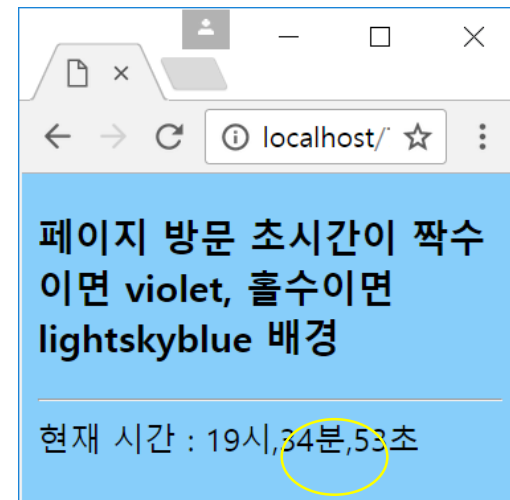 localhost/
페이지 방문 초시간이 짝수
이면 violet, 홀수이면
lightskyblue 배경
현재 시간 : 19시,34분,53초